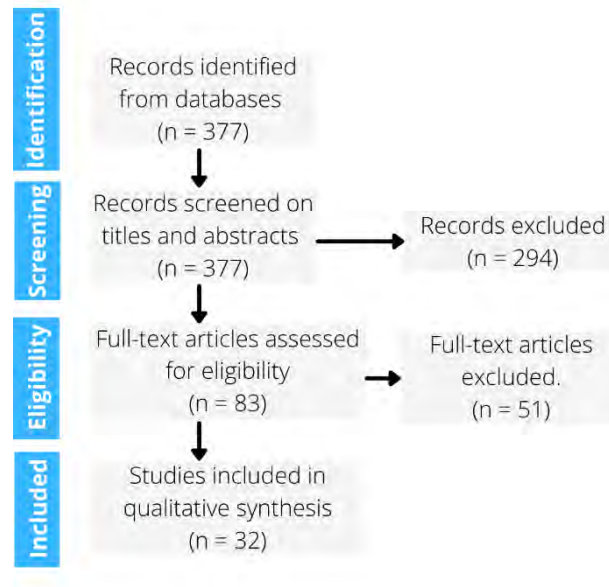 Identification
Records identified
from databases
(n = 377)
Screening
Records screened on
titles and abstracts
(n = 377)
Records excluded
(n = 294)
Eligibility
Full-text articles assessed
for eligibility
(n = 83)
Full-text articles
excluded.
(n = 51)
Included
Studies included in
qualitative synthesis
(n = 32)